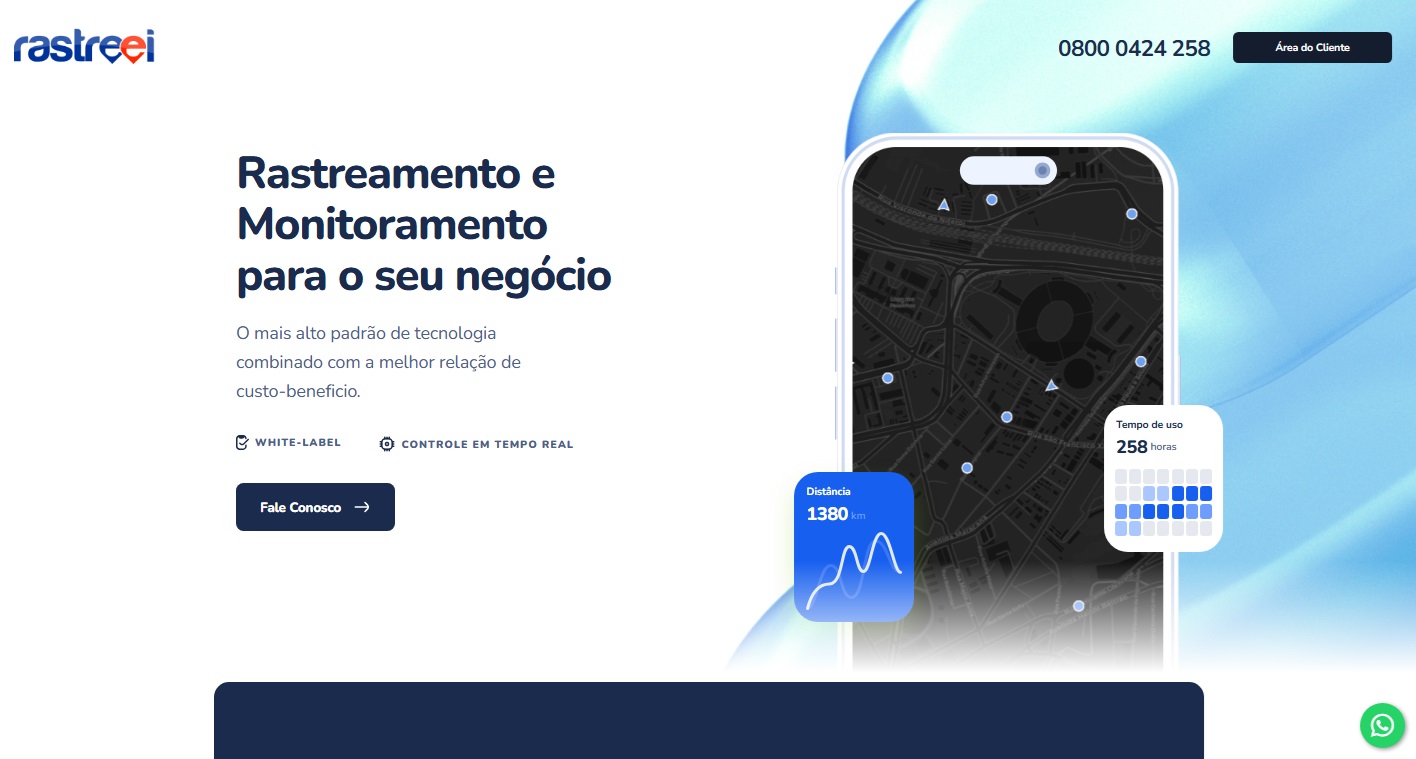 rastreei
0800 0424 258
Área do Cliente
Rastreamento e
Monitoramento
para o seu negócio
O mais alto padrão de tecnologia
combinado com a melhor relação de
custo-beneficio.
WHITE-LABEL
CONTROLE EM TEMPO REAL
Fale Conosco
Tempo de uso
258 horas
Distância
1380 km